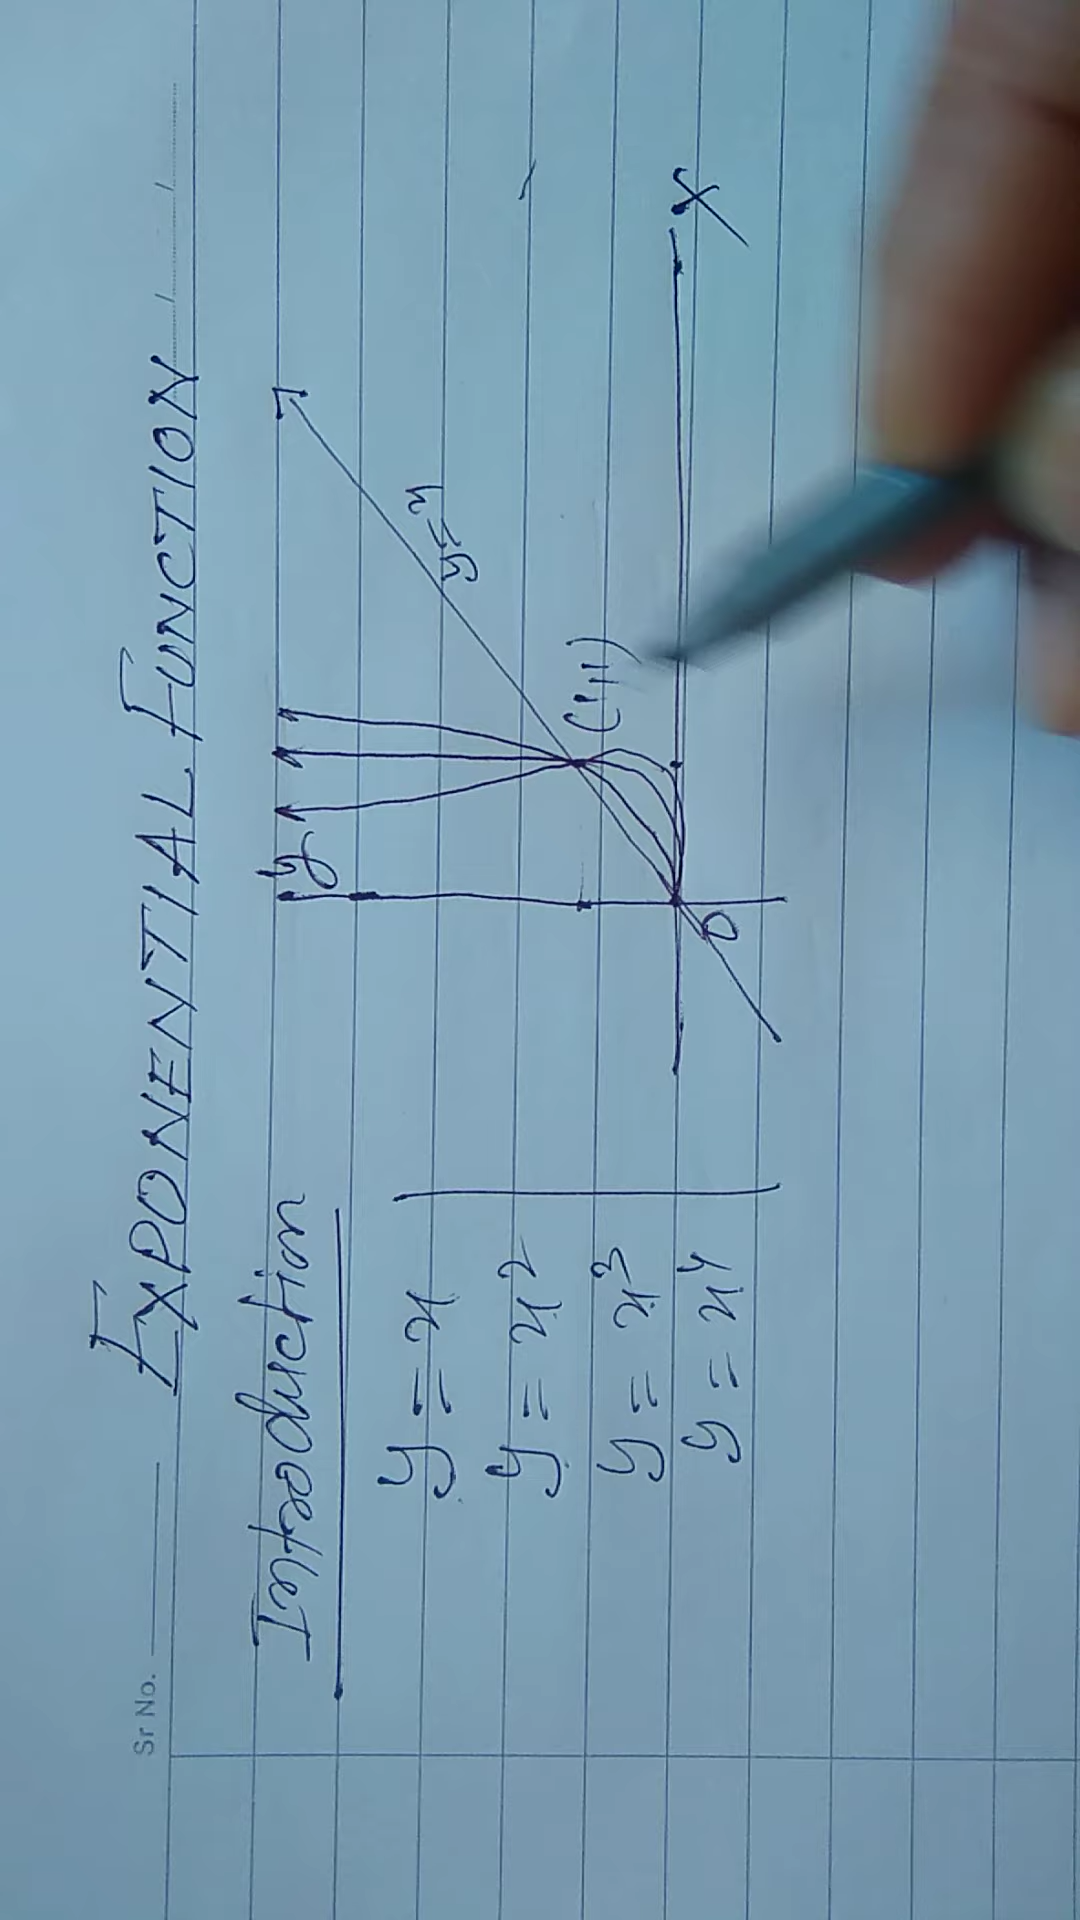 Sr No.
EXPONENTIAL FUNCTION
Introduction
y = x
y = x²
y = x³
y = x⁴
y
y = x
(1,1)
X
O